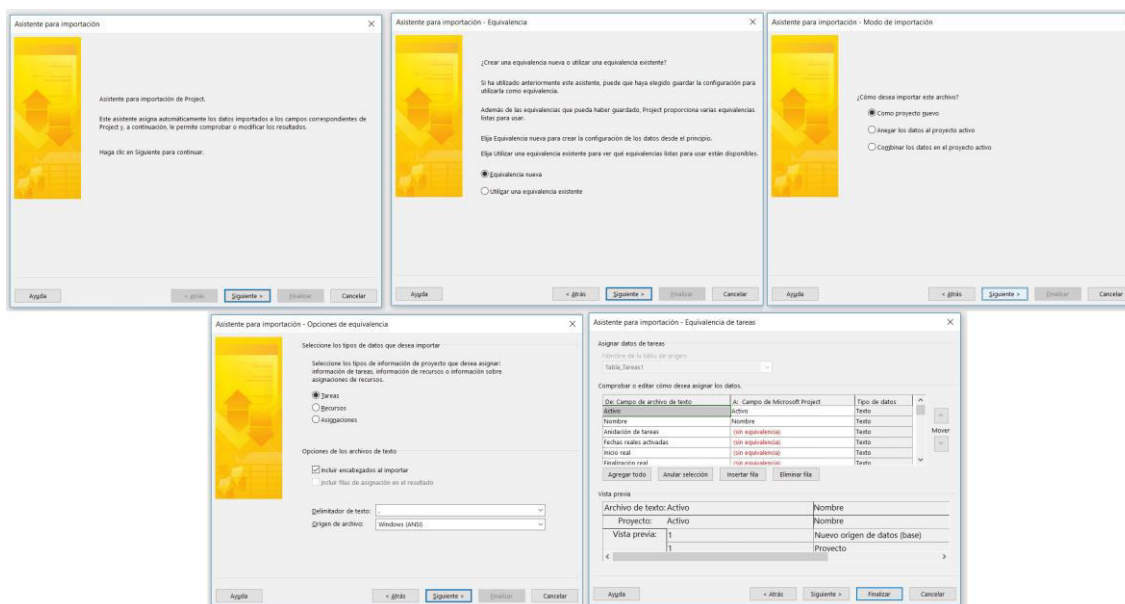 Asistente para importación
Asistente para importación de Project.
Este asistente asigna automáticamente los datos importados a los campos correspondientes de
Project y, a continuación, le permite comprobar o modificar los resultados.
Haga clic en Siguiente para continuar.
Ayuda
< Atrás
Siguiente >
Finalizar
Cancelar
Asistente para importación - Equivalencia
¿Crear una equivalencia nueva o utilizar una equivalencia existente?
Si ha utilizado anteriormente este asistente, puede que haya elegido guardar la configuración para
utilizarla como equivalencia.
Además de las equivalencias que pueda haber guardado, Project proporciona varias equivalencias
listas para usar.
Elija Equivalencia nueva para crear la configuración de los datos desde el principio.
Elija Utilizar una equivalencia existente para ver qué equivalencias listas para usar están disponibles.
Equivalencia nueva
Utilizar una equivalencia existente
Ayuda
< Atrás
Siguiente >
Finalizar
Cancelar
Asistente para importación - Modo de importación
¿Cómo desea importar este archivo?
Como proyecto nuevo
Anexar los datos al proyecto activo
Combinar los datos en el proyecto activo
Ayuda
< Atrás
Siguiente >
Finalizar
Cancelar
Asistente para importación - Opciones de equivalencia
Seleccione los tipos de datos que desea importar
Seleccione los tipos de información de proyecto que desea asignar:
información de tareas, información de recursos o información sobre
asignaciones de recursos.
Tareas
Recursos
Asignaciones
Opciones de los archivos de texto
Incluir encabezados al importar
Incluir filas de asignación en el resultado
Delimitador de texto: ,
Origen de archivo: Windows (ANSI)
Ayuda
< Atrás
Siguiente >
Finalizar
Cancelar
Asistente para importación - Equivalencia de tareas
Asignar datos de tareas
Nombre de la tabla de origen
Tabla_Tareas1
Comprobar o editar cómo desea asignar los datos.
De: Campo de archivo de texto A: Campo de Microsoft Project Tipo de datos
Activo Activo Texto
Nombre Nombre Texto
Anidación de tareas (sin equivalencia) Texto
Fechas reales activadas (sin equivalencia) Texto
Inicio real (sin equivalencia) Texto
Finalización real (sin equivalencia) Texto
Mover
Agregar todo
Anular selección
Insertar fila
Eliminar fila
Vista previa
Archivo de texto: Activo Nombre
Proyecto: Activo Nombre
Vista previa: 1 Nuevo origen de datos (base)
1 Proyecto
Ayuda
< Atrás
Siguiente >
Finalizar
Cancelar